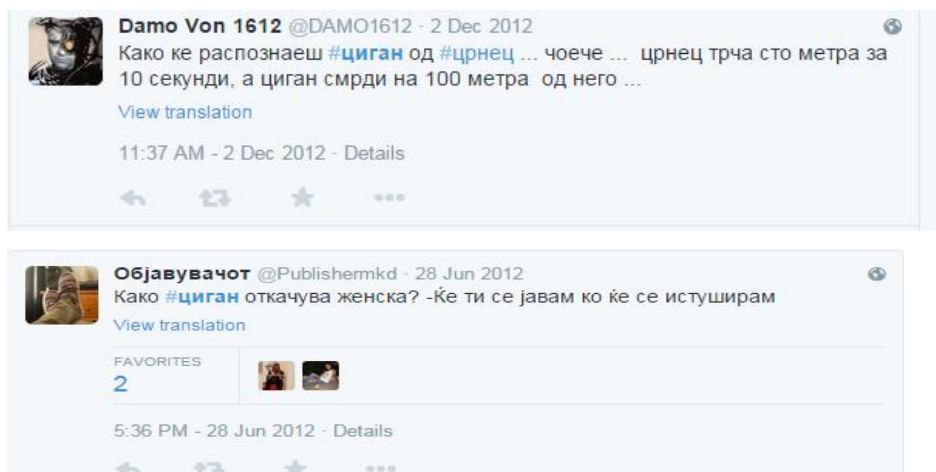 Damo Von 1612 @DAMO1612 · 2 Dec 2012
Како ке распознаеш #циган од #црнец ... чоече ... црнец трча сто метра за
10 секунди, а циган смрди на 100 метра од него ...
View translation
11:37 AM - 2 Dec 2012 · Details
Објавувачот @Publishermkd · 28 Jun 2012
Како #циган откачува женска? -Ќе ти се јавам ко ќе се истуширам
View translation
FAVORITES
2
5:36 PM - 28 Jun 2012 · Details